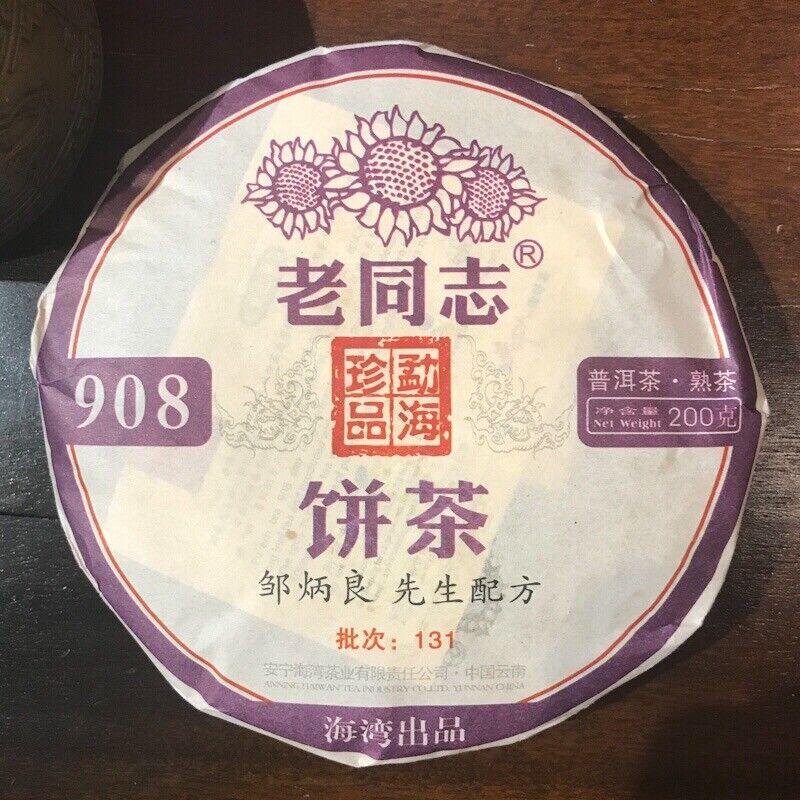 老同志®
908
勐海
珍品
普洱茶·熟茶
净含量 200克
Net Weight
饼茶
邹炳良 先生配方
批次：131
安宁海湾茶业有限责任公司·中国云南
ANNING HAIWAN TEA INDUSTRY CO.LTD. YUNNAN CHINA
海湾出品